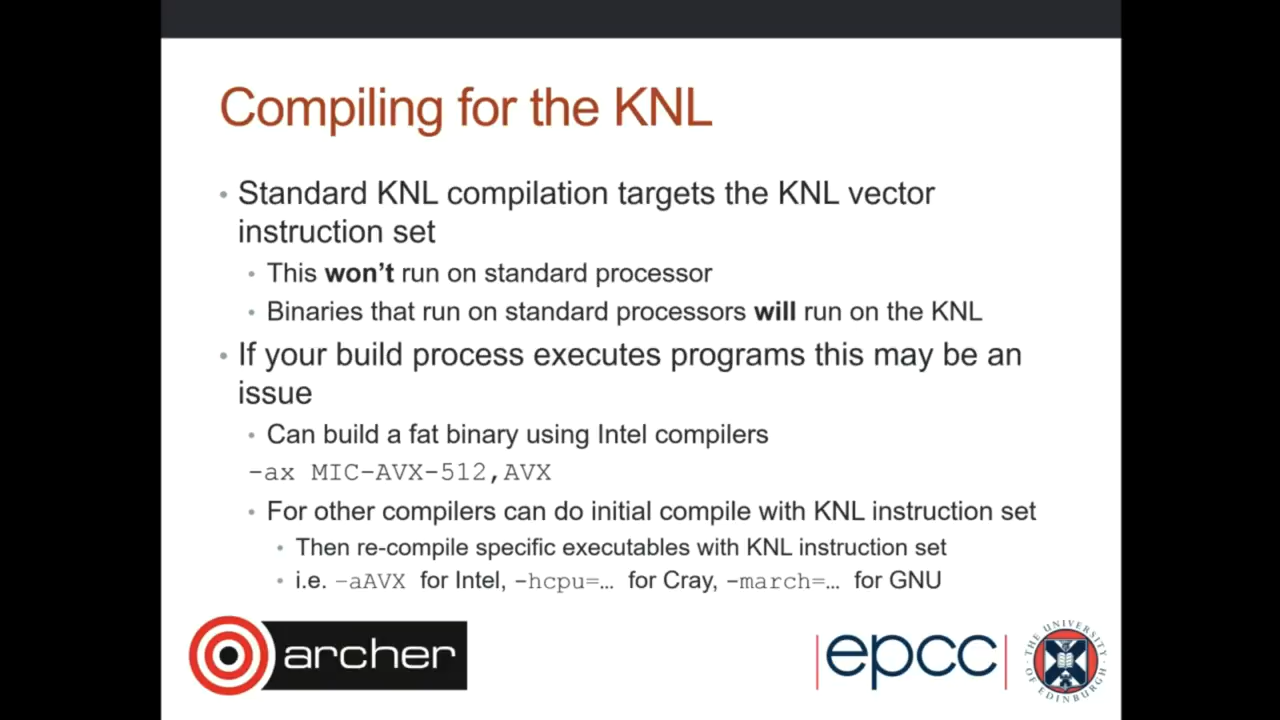 Compiling for the KNL
• Standard KNL compilation targets the KNL vector
instruction set
• This won't run on standard processor
• Binaries that run on standard processors will run on the KNL
• If your build process executes programs this may be an
issue
• Can build a fat binary using Intel compilers
-ax MIC-AVX-512,AVX
• For other compilers can do initial compile with KNL instruction set
• Then re-compile specific executables with KNL instruction set
• i.e. -aAVX for Intel, -hcpu=… for Cray, -march=… for GNU
archer
epcc
THE UNIVERSITY
OF EDINBURGH